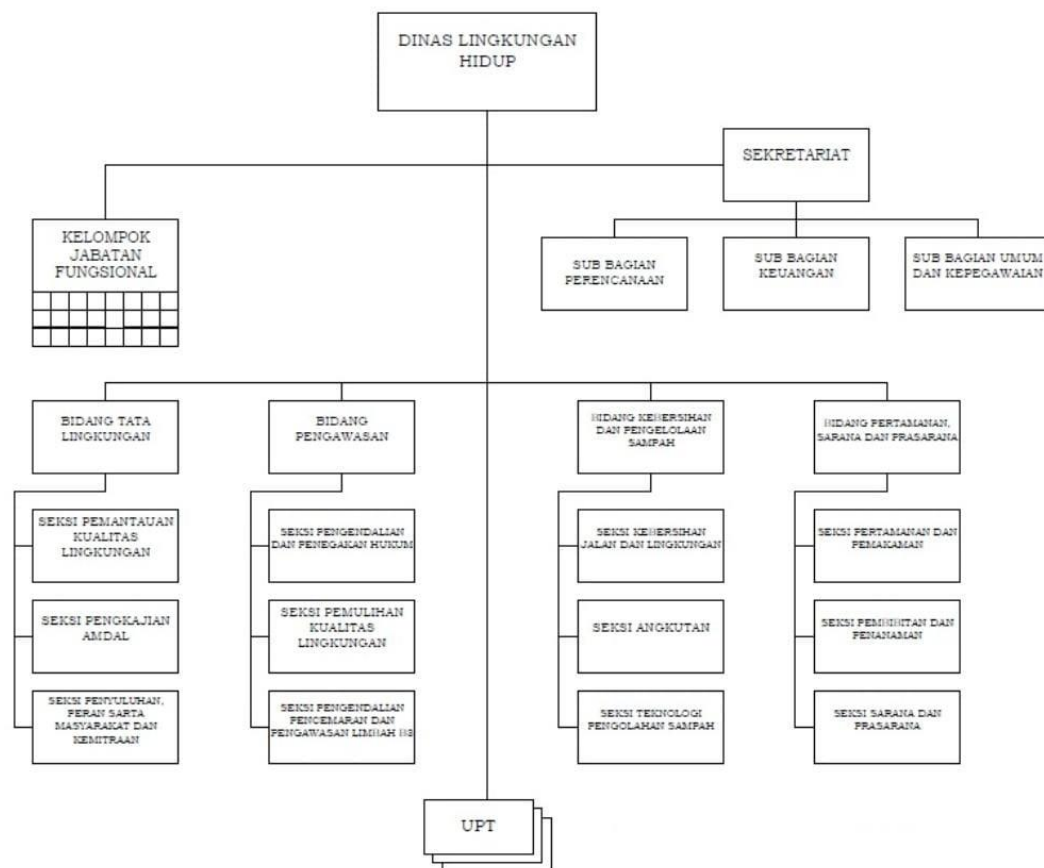 DINAS LINGKUNGAN
HIDUP
SEKRETARIAT
KELOMPOK
JABATAN
FUNGSIONAL
SUB BAGIAN
PERENCANAAN
SUB BAGIAN
KEUANGAN
SUB BAGIAN UMUM
DAN KEPEGAWAIAN
BIDANG TATA
LINGKUNGAN
BIDANG
PENGAWASAN
BIDANG KEBERSIHAN
DAN PENGELOLAAN
SAMPAH
BIDANG PERTAMANAN,
SARANA DAN PRASARANA
SEKSI PEMANTAUAN
KUALITAS
LINGKUNGAN
SEKSI PENGENDALIAN
DAN PENEGAKAN HUKUM
SEKSI KEBERSIHAN
JALAN DAN LINGKUNGAN
SEKSI PERTAMANAN DAN
PEMAKAMAN
SEKSI PENGKAJIAN
AMDAL
SEKSI PEMULIHAN
KUALITAS
LINGKUNGAN
SEKSI ANGKUTAN
SEKSI PEMBIBITAN DAN
PENANAMAN
SEKSI PENYULUHAN,
PERAN SARTA
MASYARAKAT DAN
KEMITRAAN
SEKSI PENGENDALIAN
PENCEMARAN DAN
PENGAWASAN LIMBAH B3
SEKSI TEKNOLOGI
PENGOLAHAN SAMPAH
SEKSI SARANA DAN
PRASARANA
UPT